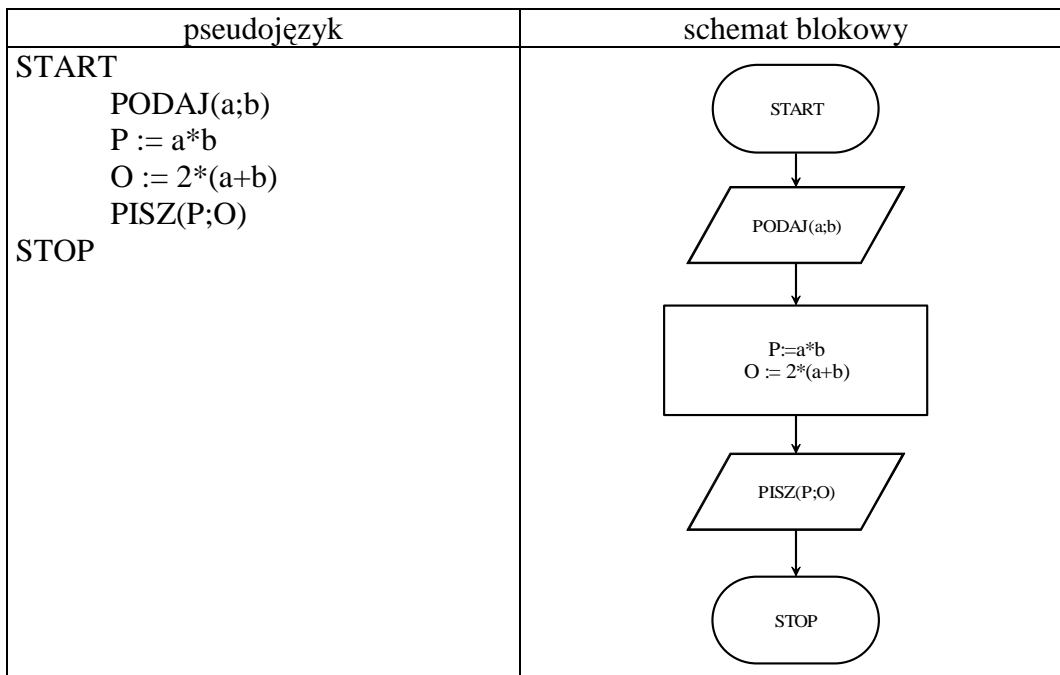 pseudojęzyk
schemat blokowy
START
PODAJ(a;b)
P := a*b
O := 2*(a+b)
PISZ(P;O)
STOP
START
PODAJ(a;b)
P:=a*b
O := 2*(a+b)
PISZ(P;O)
STOP